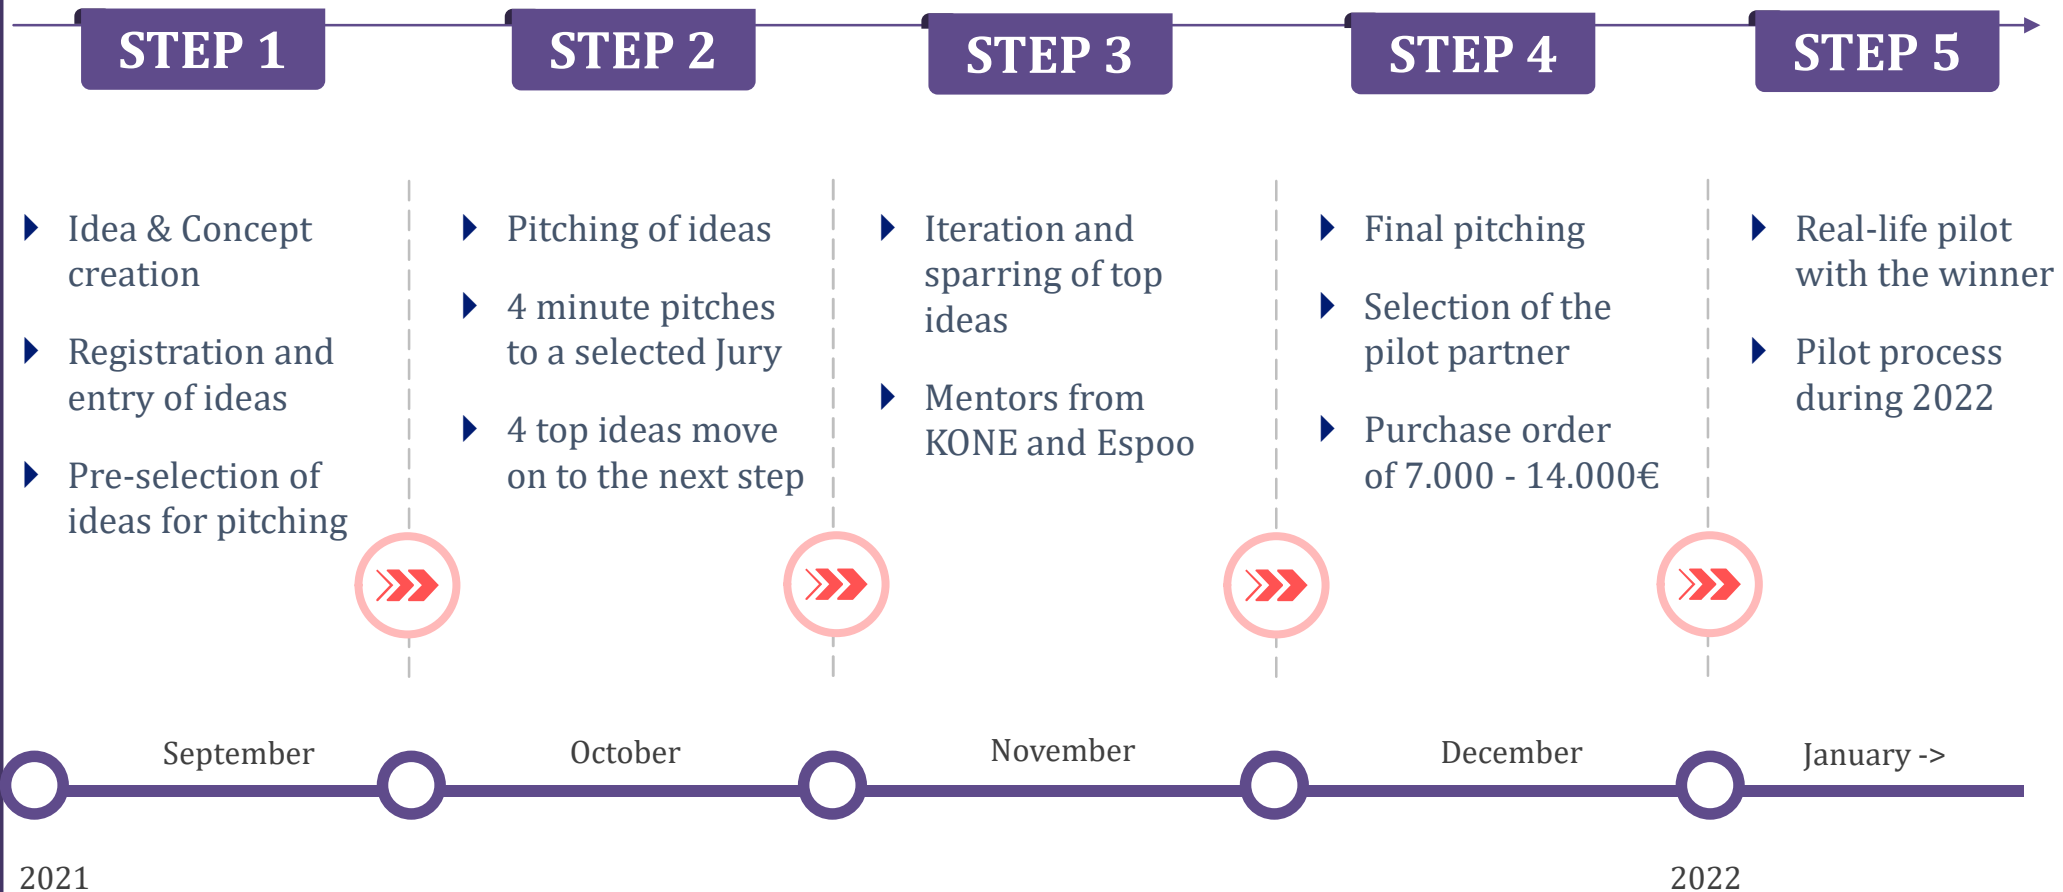 STEP 1
STEP 2
STEP 3
STEP 4
STEP 5
Idea & Concept
creation
Registration and
entry of ideas
Pre-selection of
ideas for pitching
Pitching of ideas
4 minute pitches
to a selected Jury
4 top ideas move
on to the next step
Iteration and
sparring of top
ideas
Mentors from
KONE and Espoo
Final pitching
Selection of the
pilot partner
Purchase order
of 7.000 - 14.000€
Real-life pilot
with the winner
Pilot process
during 2022
September
October
November
December
January ->
2021
2022